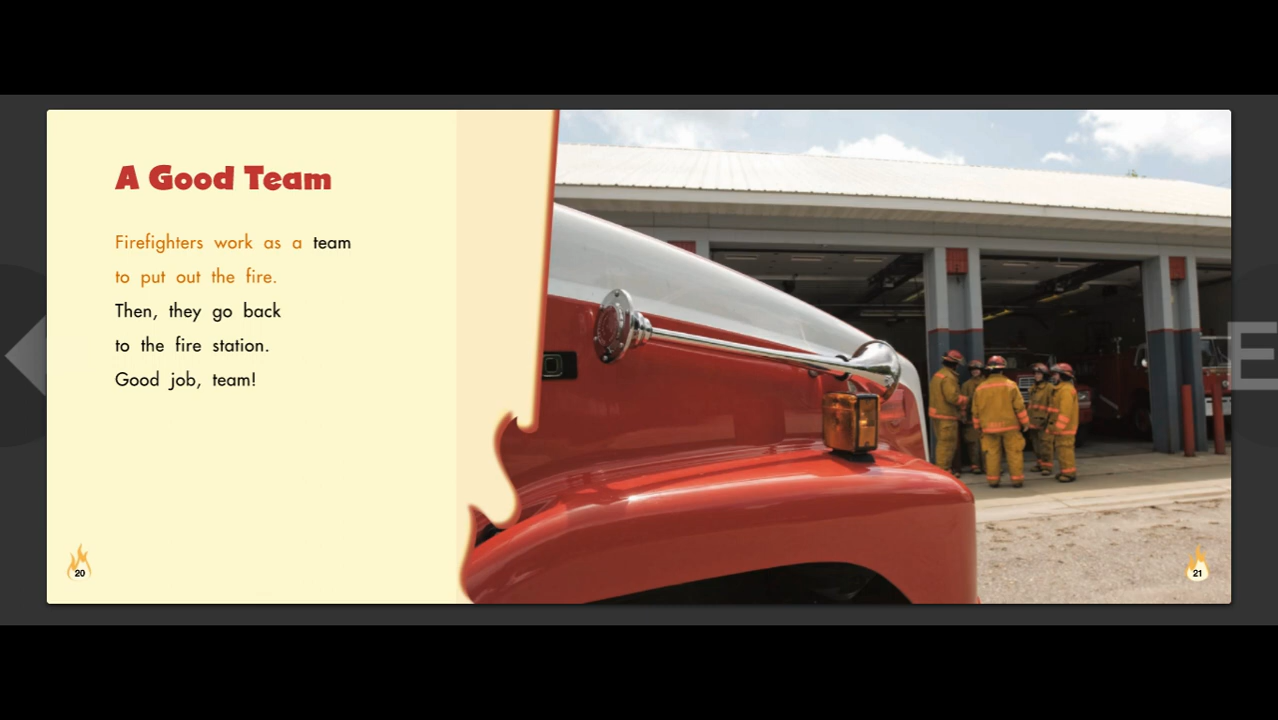 A Good Team
Firefighters work as a team
to put out the fire.
Then, they go back
to the fire station.
Good job, team!
20
21
E